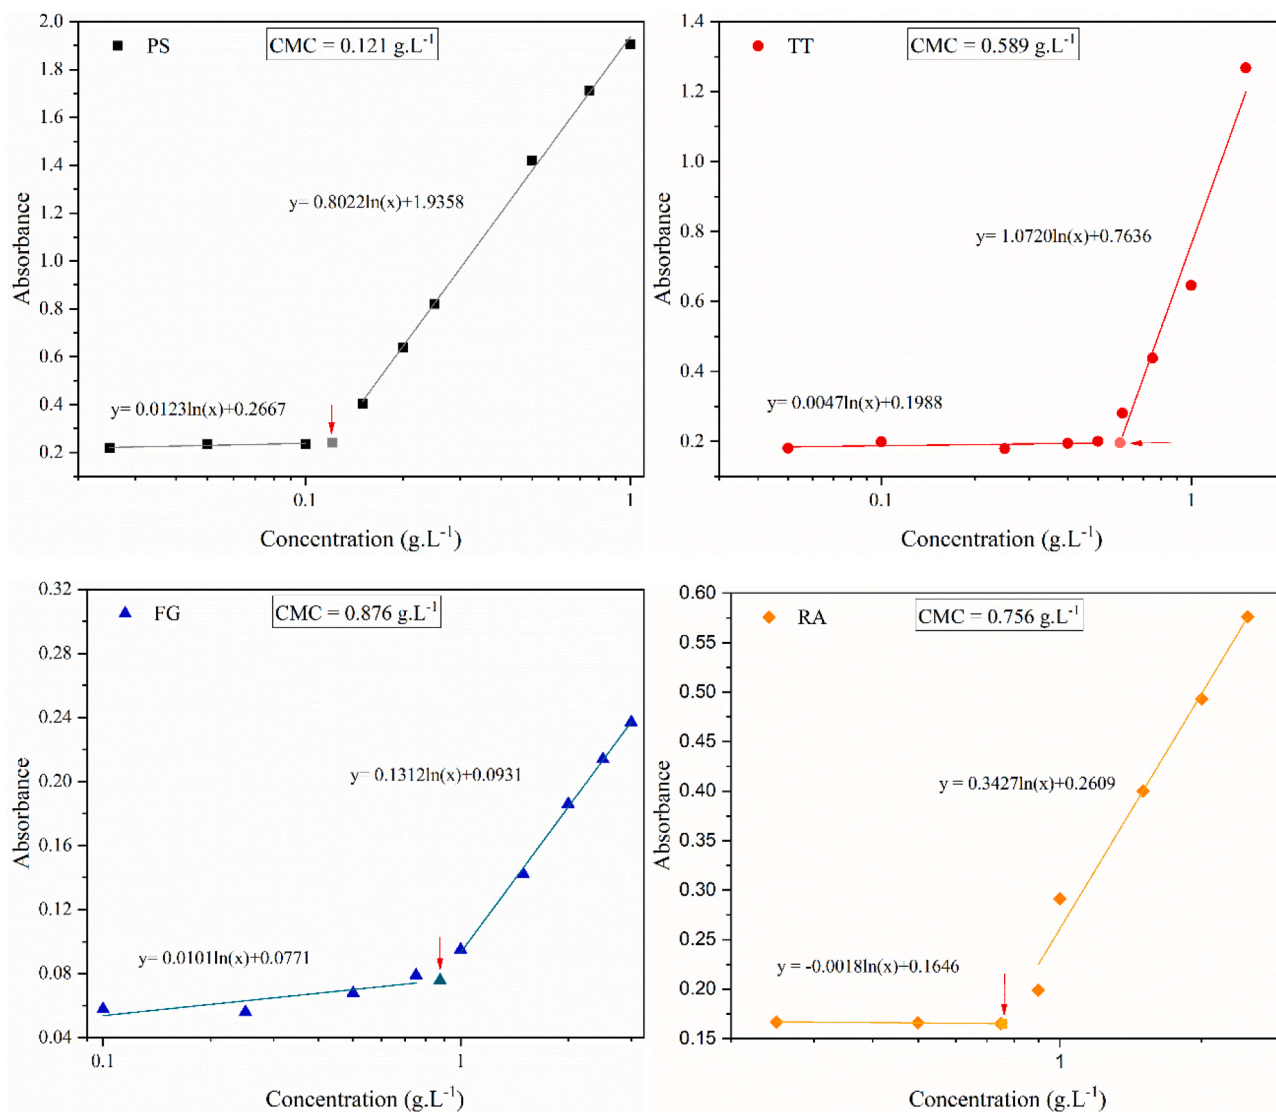 PS
CMC = 0.121 g.L⁻¹
2.0
1.8
1.6
1.4
1.2
1.0
0.8
0.6
0.4
0.2
Absorbance
y= 0.8022ln(x)+1.9358
y= 0.0123ln(x)+0.2667
0.1
1
Concentration (g.L⁻¹)
TT
CMC = 0.589 g.L⁻¹
1.4
1.2
1.0
0.8
0.6
0.4
0.2
Absorbance
y= 1.0720ln(x)+0.7636
y= 0.0047ln(x)+0.1988
0.1
1
Concentration (g.L⁻¹)
FG
CMC = 0.876 g.L⁻¹
0.32
0.28
0.24
0.20
0.16
0.12
0.08
0.04
Absorbance
y= 0.1312ln(x)+0.0931
y= 0.0101ln(x)+0.0771
0.1
1
Concentration (g.L⁻¹)
RA
CMC = 0.756 g.L⁻¹
0.60
0.55
0.50
0.45
0.40
0.35
0.30
0.25
0.20
0.15
Absorbance
y = 0.3427ln(x)+0.2609
y = -0.0018ln(x)+0.1646
1
Concentration (g.L⁻¹)